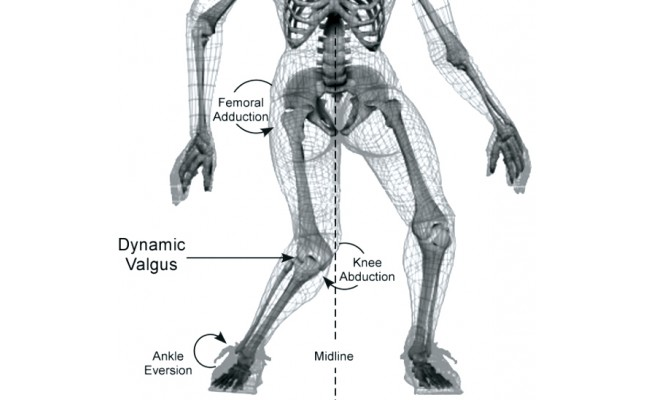 Femoral
Adduction
Dynamic
Valgus
Knee
Abduction
Ankle
Eversion
Midline